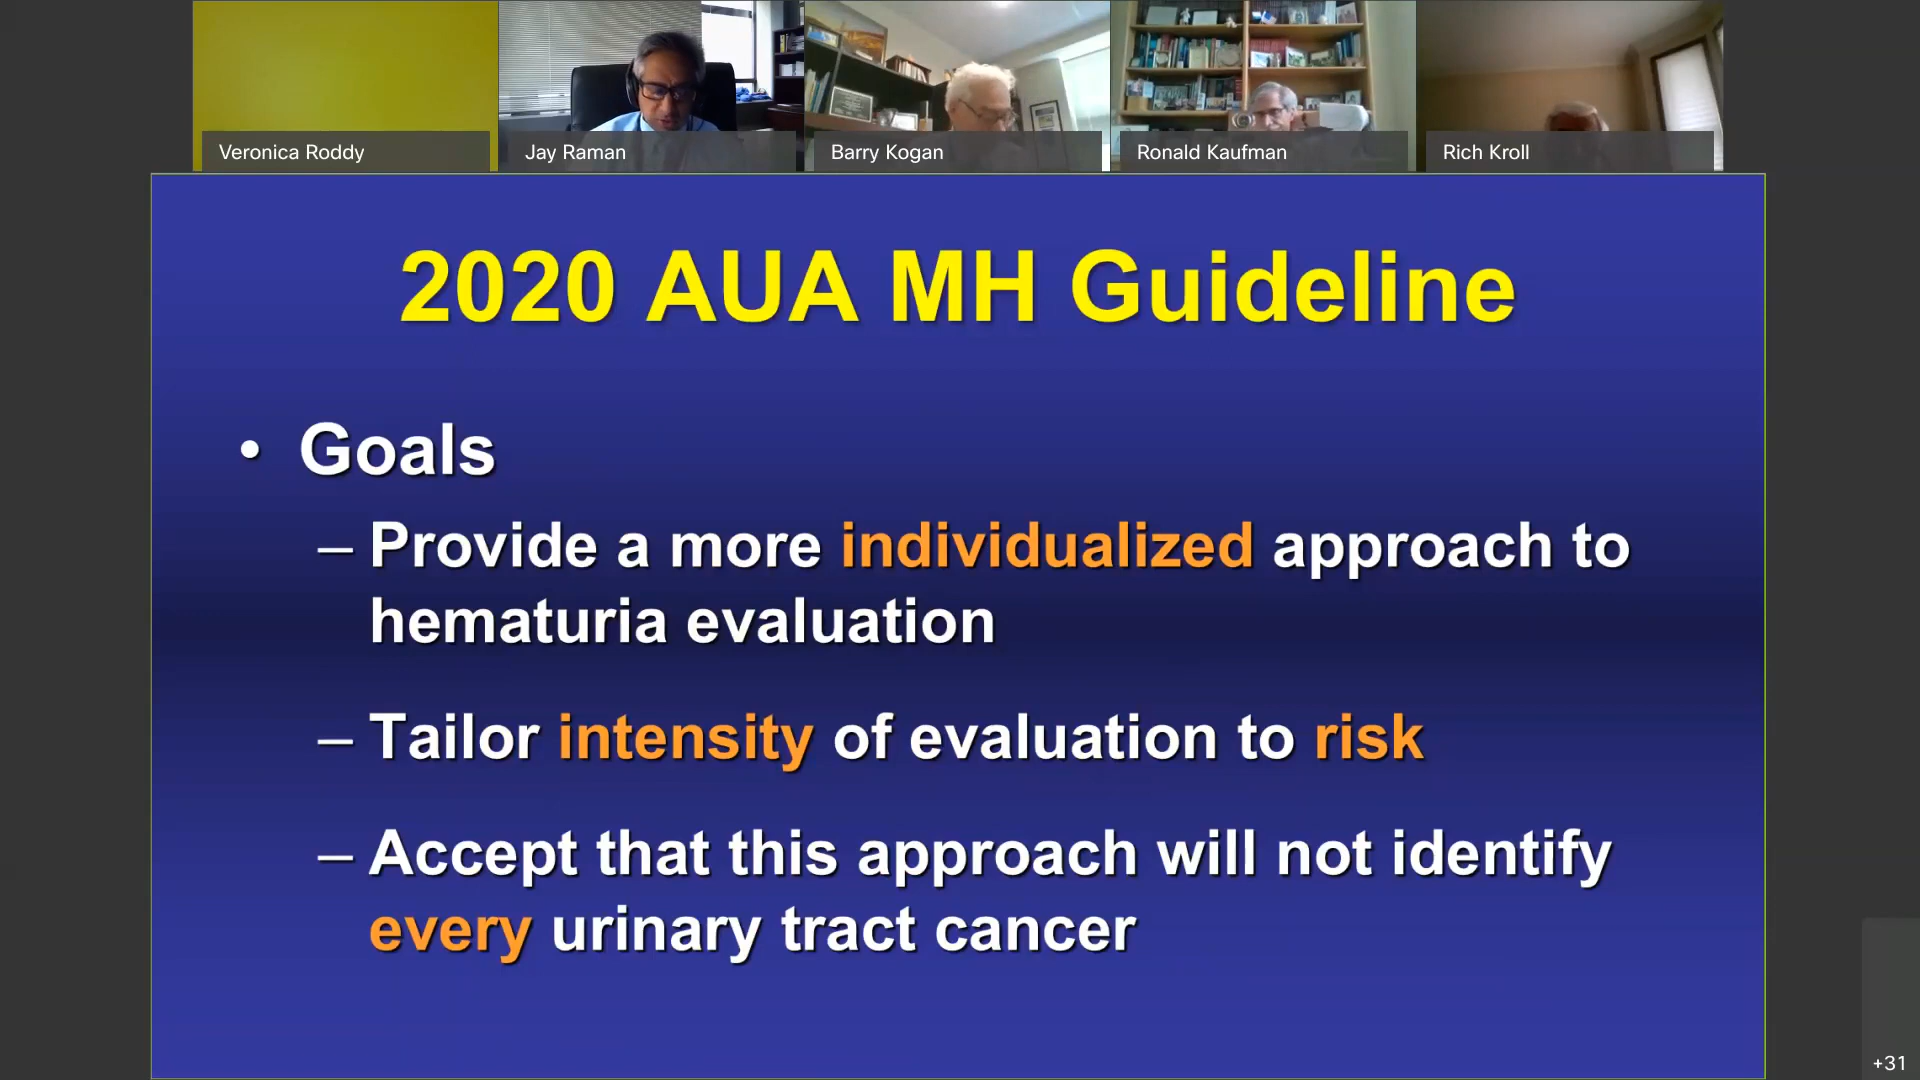 Veronica Roddy
Jay Raman
Barry Kogan
Ronald Kaufman
Rich Kroll
2020 AUA MH Guideline
• Goals
– Provide a more individualized approach to
hematuria evaluation
– Tailor intensity of evaluation to risk
– Accept that this approach will not identify
every urinary tract cancer
+31